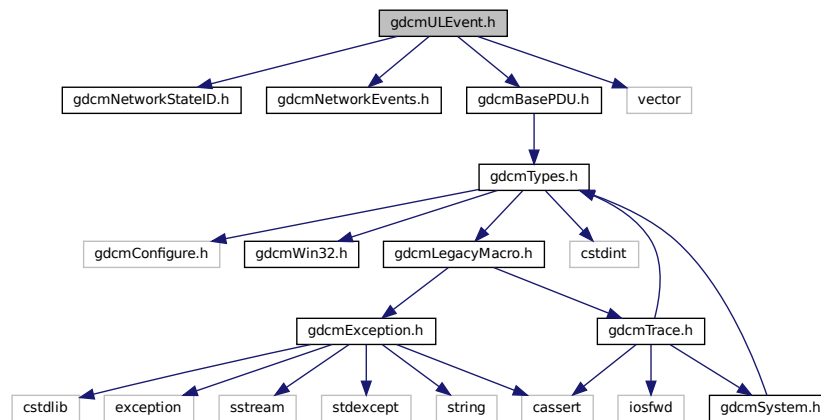 gdcmULEvent.h
gdcmNetworkStateID.h
gdcmNetworkEvents.h
gdcmBasePDU.h
vector
gdcmTypes.h
gdcmConfigure.h
gdcmWin32.h
gdcmLegacyMacro.h
cstdint
gdcmException.h
gdcmTrace.h
cstdlib
exception
sstream
stdexcept
string
cassert
iosfwd
gdcmSystem.h